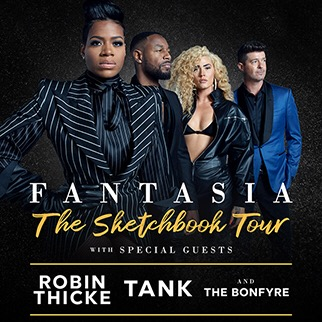 FANTASIA
The Sketchbook Tour
WITH SPECIAL GUESTS
ROBIN THICKE
TANK
AND THE BONFYRE